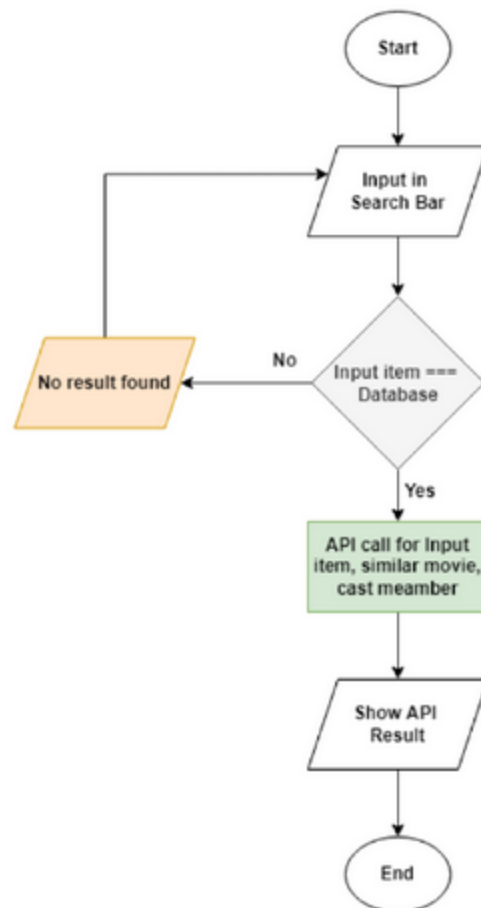 Start
Input in
Search Bar
No
No result found
Input item ===
Database
Yes
API call for Input
item, similar movie,
cast meamber
Show API
Result
End